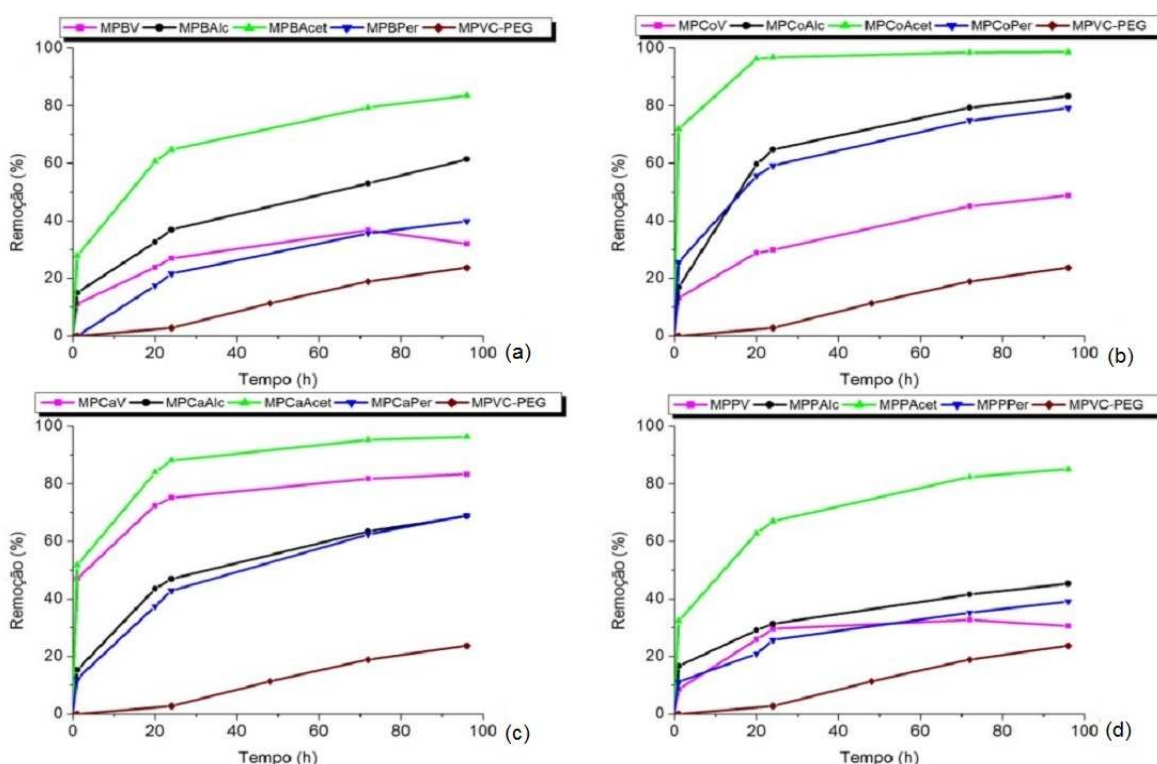 MPBV MPBAlc MPBAcet MPBPer MPVC-PEG
100
80
60
40
20
0
Remoção (%)
0 20 40 60 80 100
Tempo (h)
(a)
MPCoV MPCoAlc MPCoAcet MPCoPer MPVC-PEG
100
80
60
40
20
0
Remoção (%)
0 20 40 60 80 100
Tempo (h)
(b)
MPCaV MPCaAlc MPCaAcet MPCaPer MPVC-PEG
100
80
60
40
20
0
Remoção (%)
0 20 40 60 80 100
Tempo (h)
(c)
MPPV MPPAlc MPPAcet MPPPer MPVC-PEG
100
80
60
40
20
0
Remoção (%)
0 20 40 60 80 100
Tempo (h)
(d)